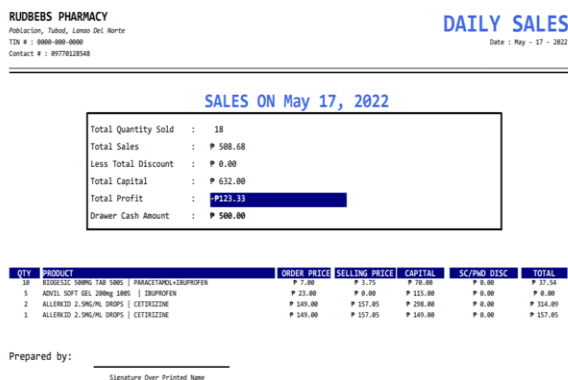 RUDBEBS PHARMACY
Poblacion, Tubod, Lanao Del Norte
TIN # : 0000-000-0000
Contact # : 09770128548
DAILY SALES
Date : May - 17 - 2022
SALES ON May 17, 2022
Total Quantity Sold : 18
Total Sales : ₱ 508.68
Less Total Discount : ₱ 0.00
Total Capital : ₱ 632.00
Total Profit : -₱123.33
Drawer Cash Amount : ₱ 500.00
QTY PRODUCT ORDER PRICE SELLING PRICE CAPITAL SC/PWD DISC TOTAL
10 BIOGESIC 500MG TAB 500S | PARACETAMOL+IBUPROFEN ₱ 7.00 ₱ 3.75 ₱ 70.00 ₱ 0.00 ₱ 37.54
5 ADVIL SOFT GEL 200mg 100S | IBUPROFEN ₱ 23.00 ₱ 0.00 ₱ 115.00 ₱ 0.00 ₱ 0.00
2 ALLERKID 2.5MG/ML DROPS | CETIRIZINE ₱ 149.00 ₱ 157.05 ₱ 298.00 ₱ 0.00 ₱ 314.09
1 ALLERKID 2.5MG/ML DROPS | CETIRIZINE ₱ 149.00 ₱ 157.05 ₱ 149.00 ₱ 0.00 ₱ 157.05
Prepared by:
Signature Over Printed Name